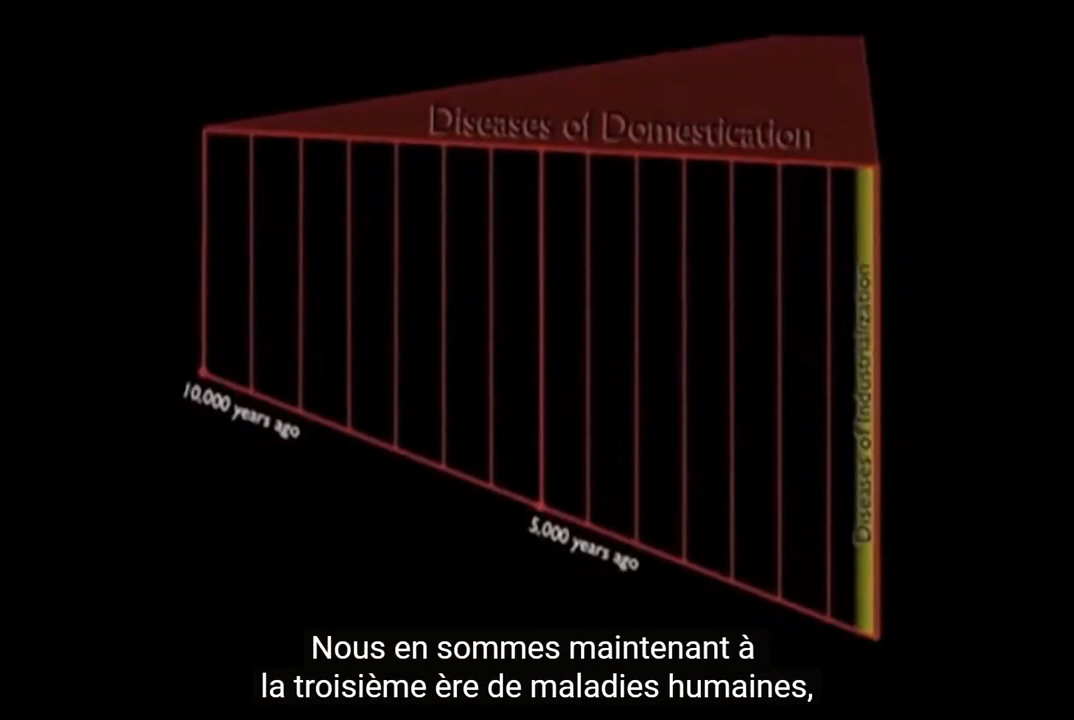 Diseases of Domestication
Diseases of Industrialization
10,000 years ago
5,000 years ago
Nous en sommes maintenant à
la troisième ère de maladies humaines,